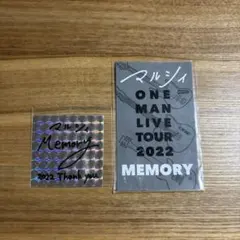 マルシィ
Memory
2022 Thank you
マルシィ
ONE
MAN
LIVE
TOUR
2022
MEMORY